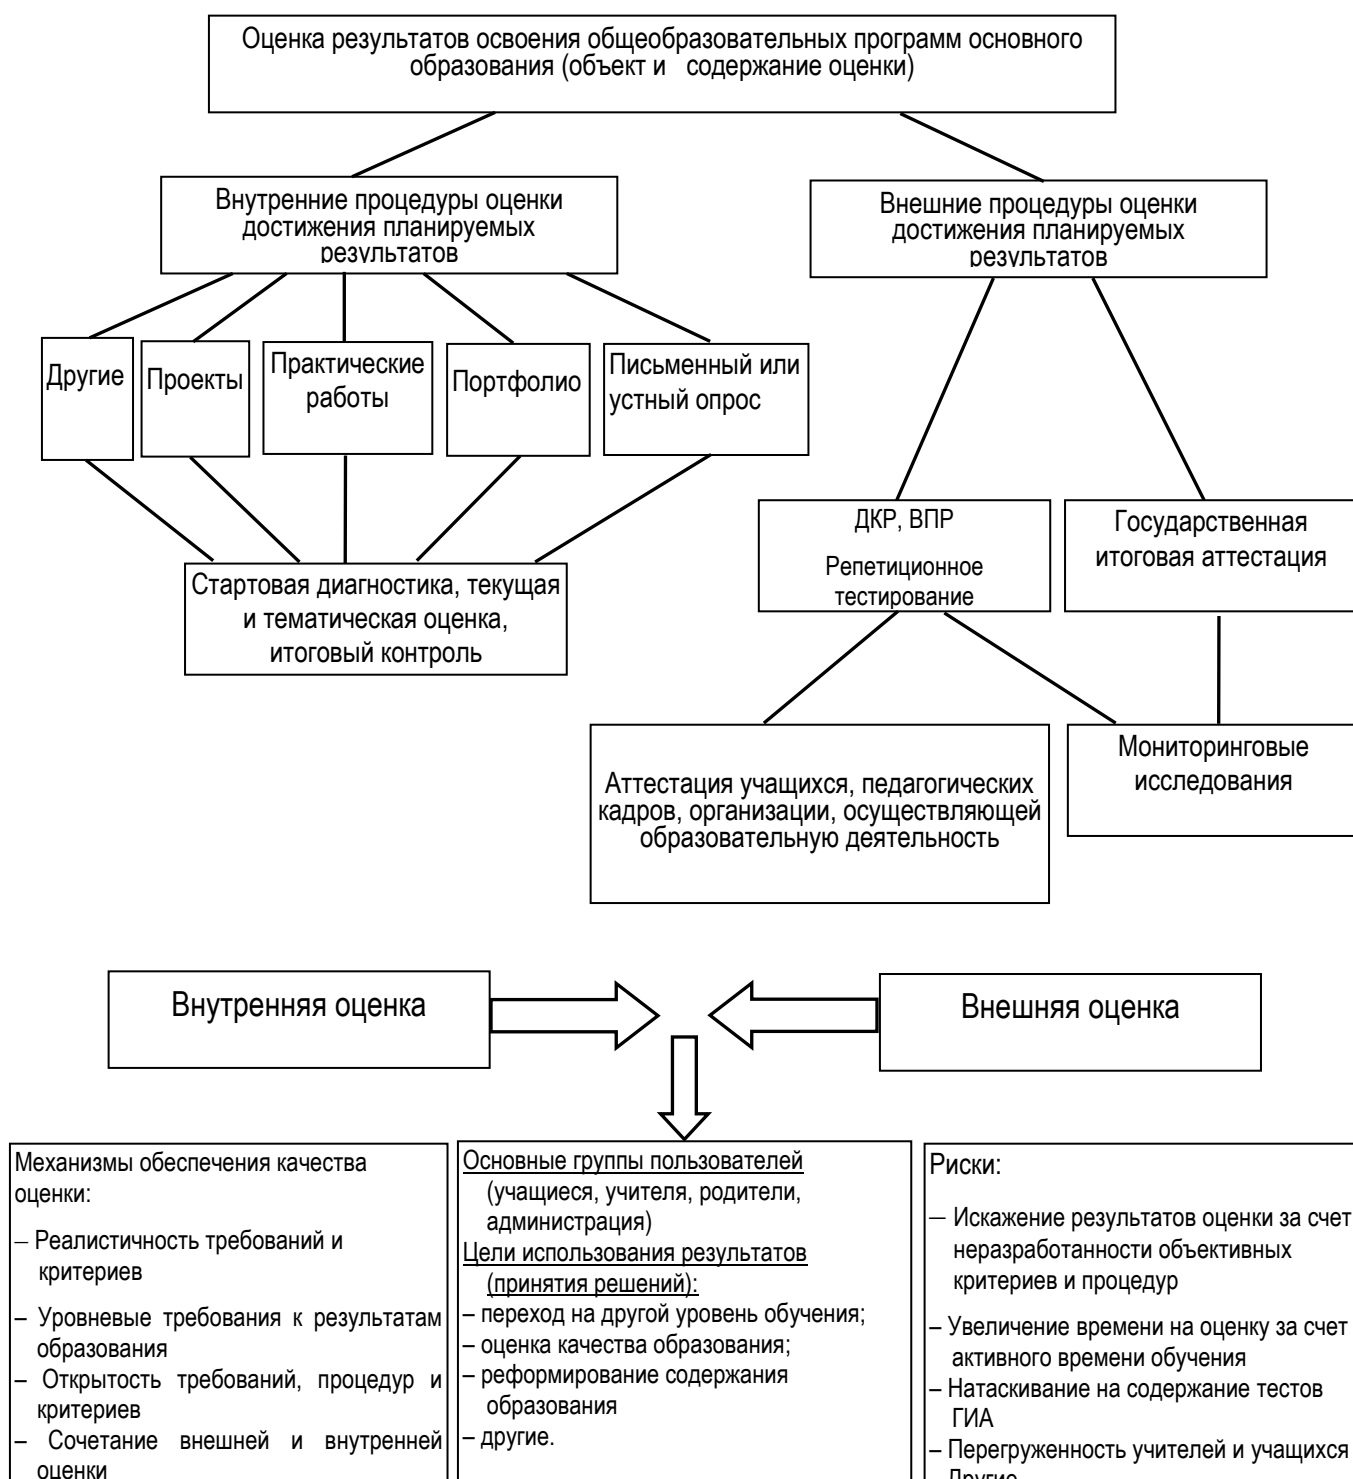 Оценка результатов освоения общеобразовательных программ основного
образования (объект и содержание оценки)
Внутренние процедуры оценки
достижения планируемых
результатов
Внешние процедуры оценки
достижения планируемых
результатов
Другие
Проекты
Практические
работы
Портфолио
Письменный или
устный опрос
ДКР, ВПР
Репетиционное
тестирование
Государственная
итоговая аттестация
Стартовая диагностика, текущая
и тематическая оценка,
итоговый контроль
Аттестация учащихся, педагогических
кадров, организации, осуществляющей
образовательную деятельность
Мониторинговые
исследования
Внутренняя оценка
Внешняя оценка
Механизмы обеспечения качества
оценки:
– Реалистичность требований и
критериев
– Уровневые требования к результатам
образования
– Открытость требований, процедур и
критериев
– Сочетание внешней и внутренней
оценки
Основные группы пользователей
(учащиеся, учителя, родители,
администрация)
Цели использования результатов
(принятия решений):
– переход на другой уровень обучения;
– оценка качества образования;
– реформирование содержания
образования
– другие.
Риски:
– Искажение результатов оценки за счет
неразработанности объективных
критериев и процедур
– Увеличение времени на оценку за счет
активного времени обучения
– Натаскивание на содержание тестов
ГИА
– Перегруженность учителей и учащихся
Другие